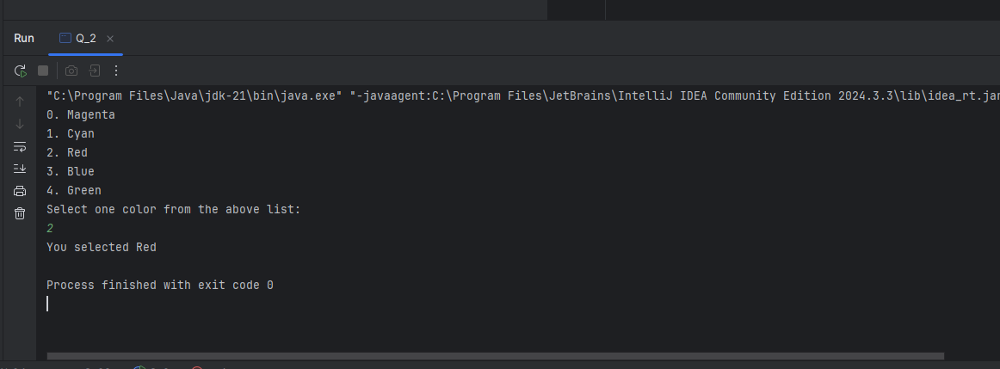 Run
Q_2
"C:\Program Files\Java\jdk-21\bin\java.exe" "-javaagent:C:\Program Files\JetBrains\IntelliJ IDEA Community Edition 2024.3.3\lib\idea_rt.jar
0. Magenta
1. Cyan
2. Red
3. Blue
4. Green
Select one color from the above list:
2
You selected Red
Process finished with exit code 0